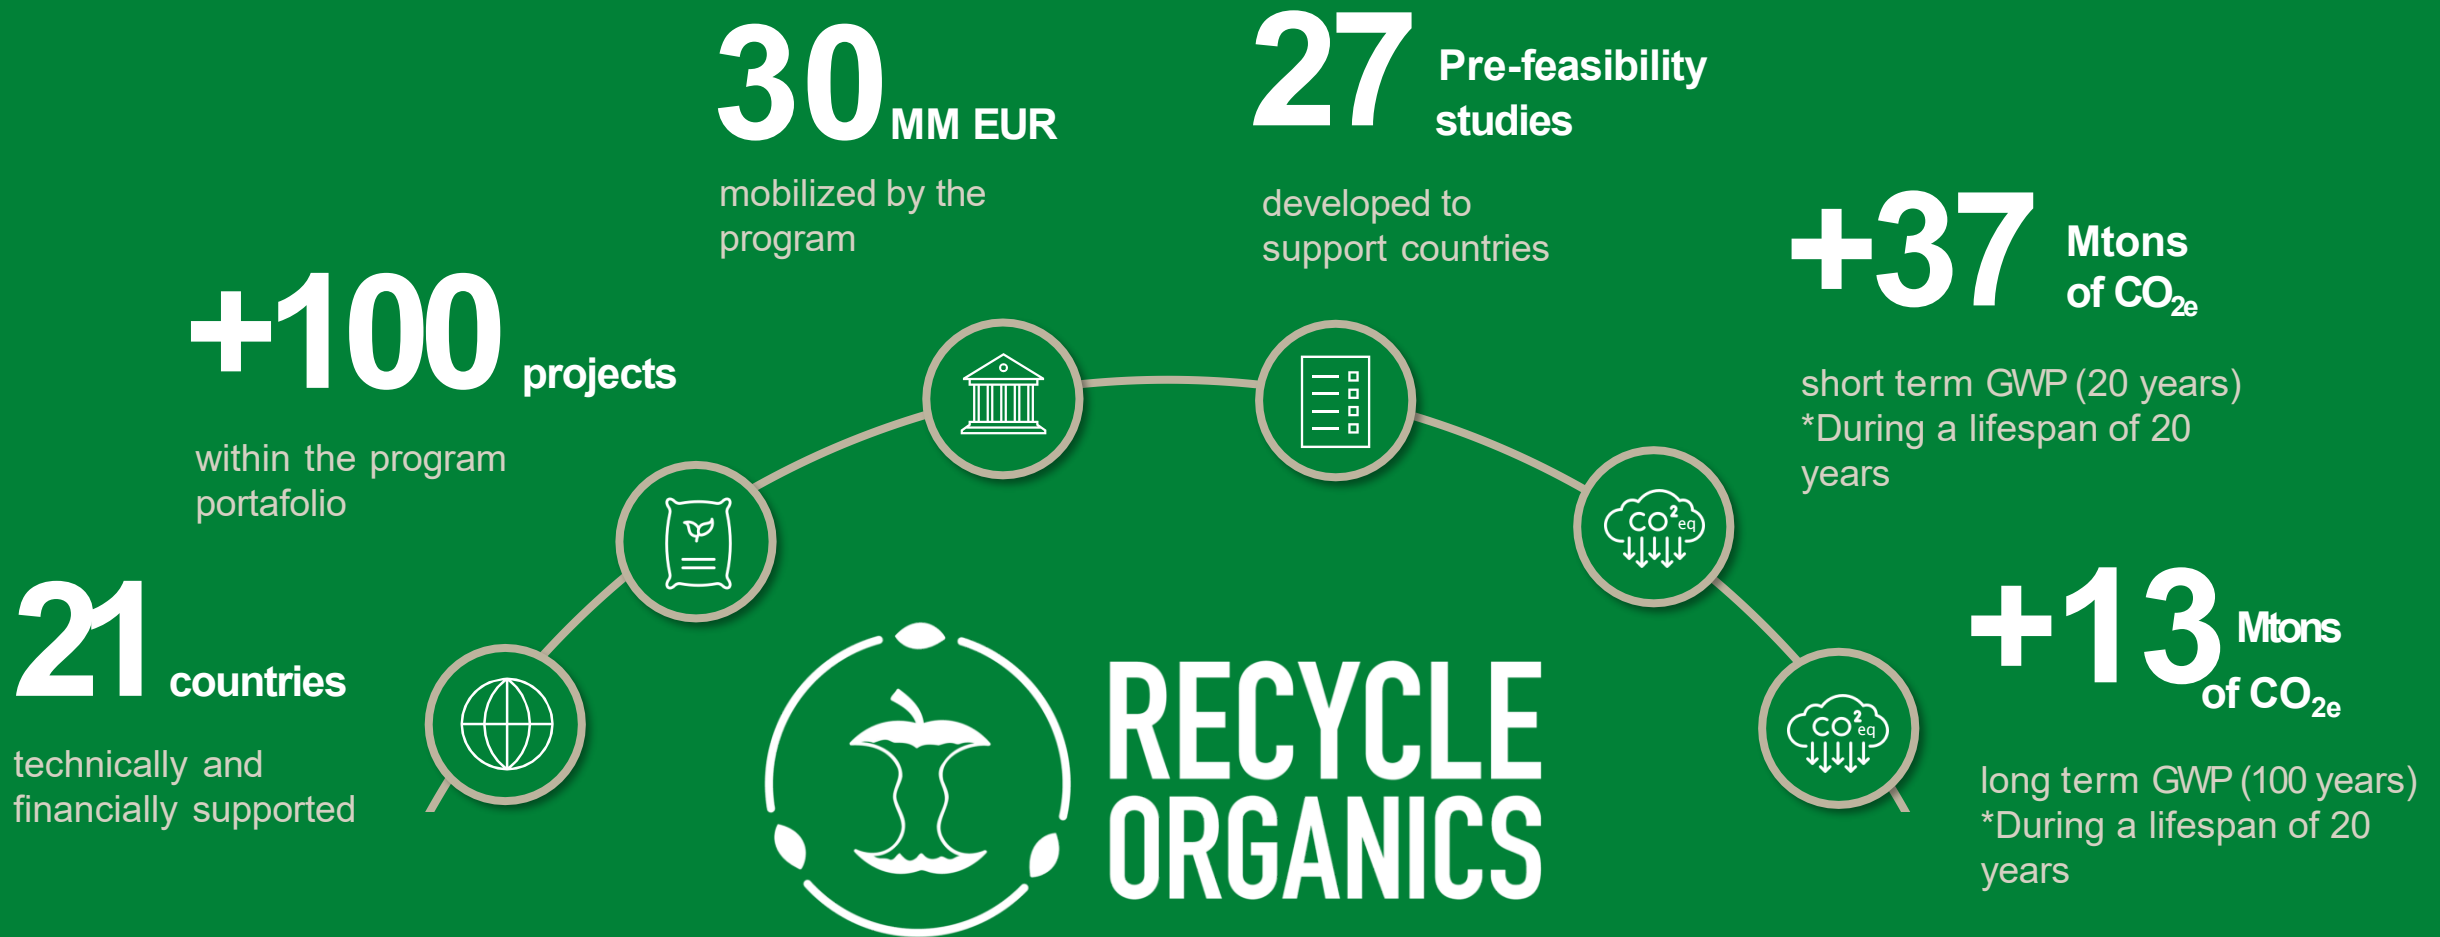 21 countries
technically and
financially supported
+100 projects
within the program
portafolio
30 MM EUR
mobilized by the
program
27 Pre-feasibility
studies
developed to
support countries
+37 Mtons
of CO2e
short term GWP (20 years)
*During a lifespan of 20
years
+13 Mtons
of CO2e
long term GWP (100 years)
*During a lifespan of 20
years
CO2eq
CO2eq
RECYCLE
ORGANICS